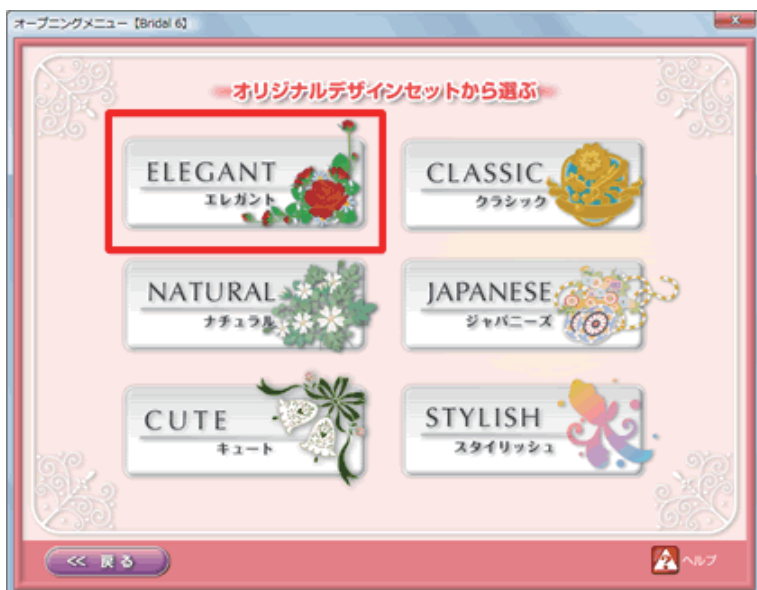 オープニングメニュー【Bridal 6】
オリジナルデザインセットから選ぶ
ELEGANT
エレガント
CLASSIC
クラシック
NATURAL
ナチュラル
JAPANESE
ジャパニーズ
CUTE
キュート
STYLISH
スタイリッシュ
<< 戻る
ヘルプ